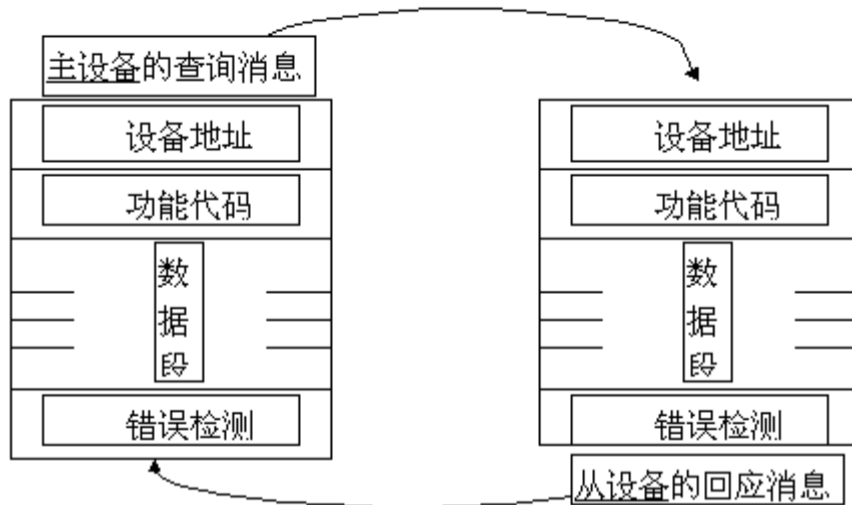 主设备的查询消息
设备地址
功能代码
数
据
段
错误检测
设备地址
功能代码
数
据
段
错误检测
从设备的回应消息